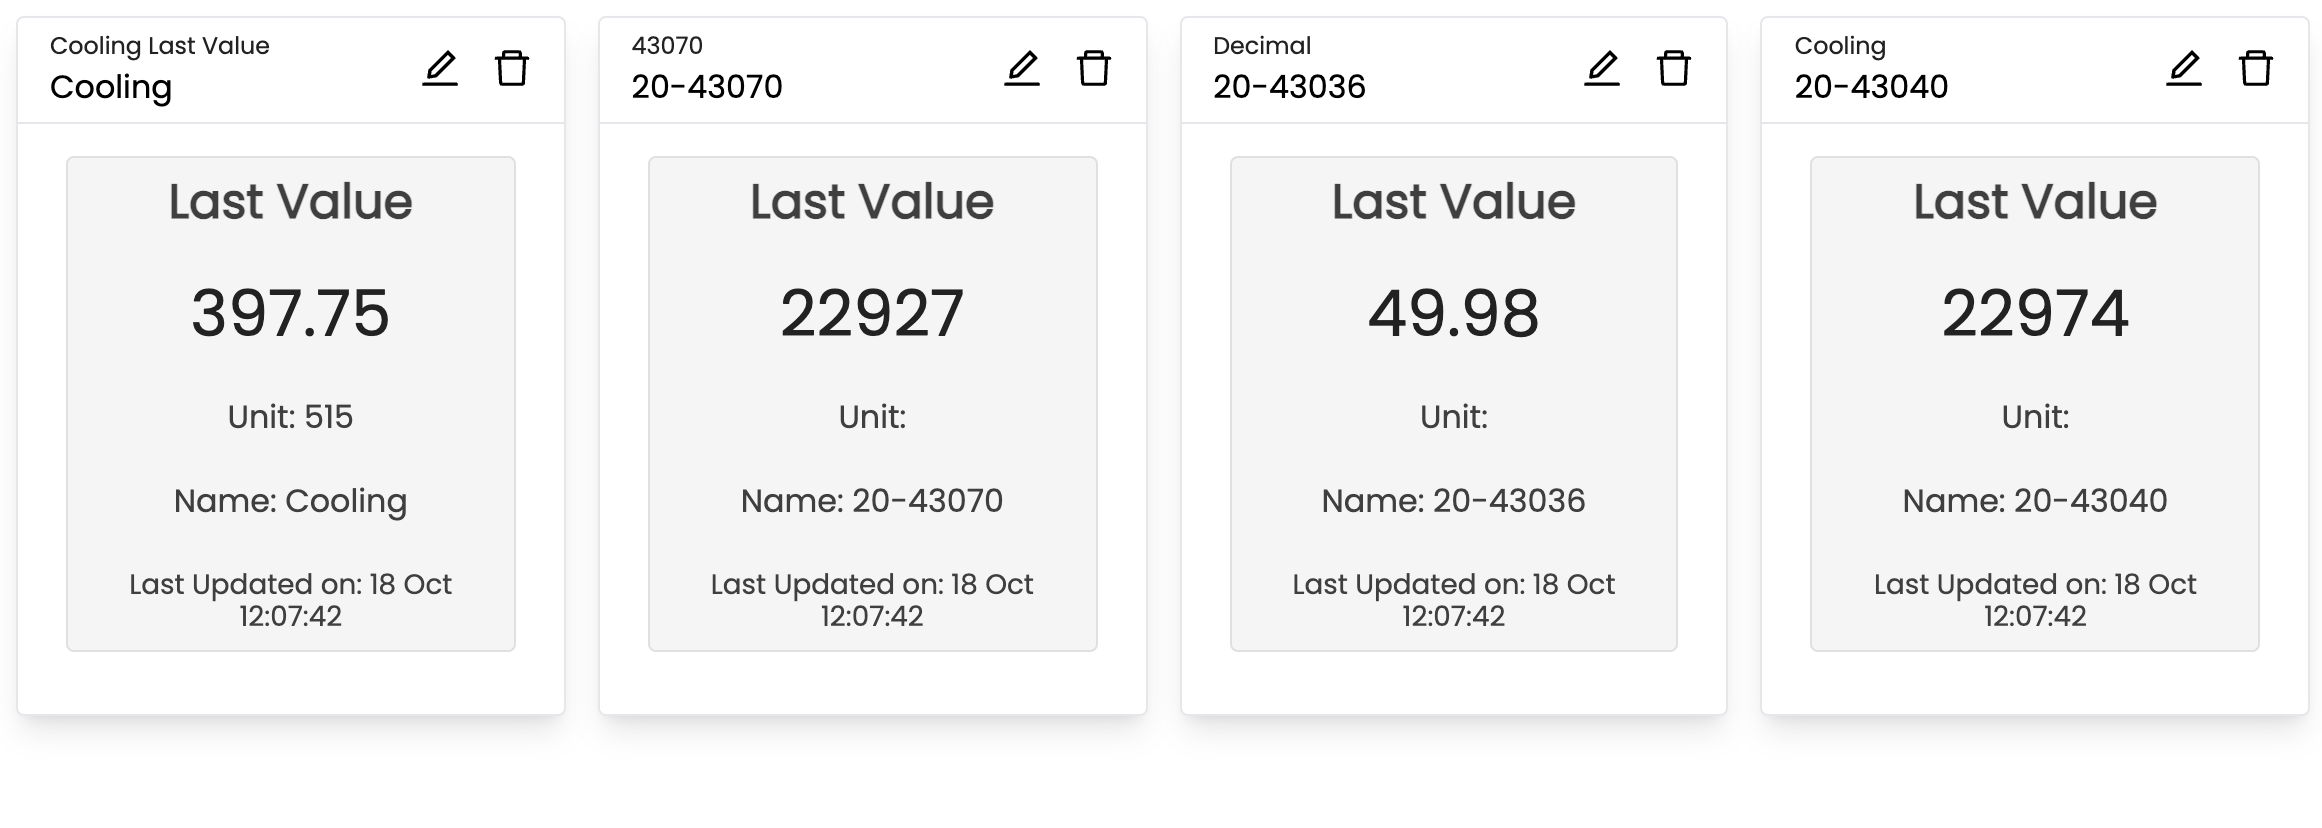 Cooling Last Value
Cooling
Last Value
397.75
Unit: 515
Name: Cooling
Last Updated on: 18 Oct
12:07:42
43070
20-43070
Last Value
22927
Unit:
Name: 20-43070
Last Updated on: 18 Oct
12:07:42
Decimal
20-43036
Last Value
49.98
Unit:
Name: 20-43036
Last Updated on: 18 Oct
12:07:42
Cooling
20-43040
Last Value
22974
Unit:
Name: 20-43040
Last Updated on: 18 Oct
12:07:42